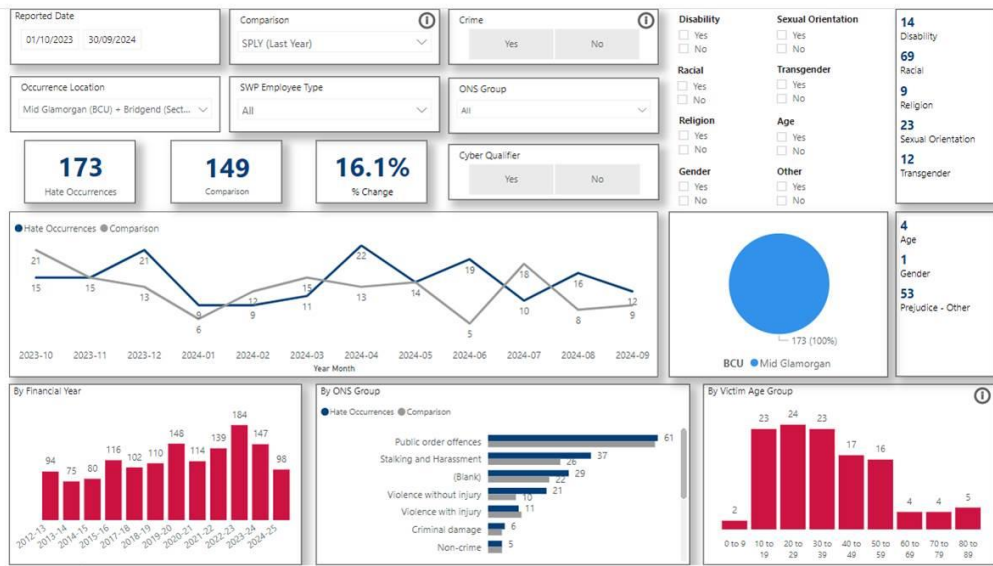 Reported Date
01/10/2023 30/09/2024
Comparison
SPLY (Last Year)
Crime
Yes No
Occurrence Location
Mid Glamorgan (BCU) + Bridgend (Sect...
SWP Employee Type
All
ONS Group
All
173
Hate Occurrences
149
Comparison
16.1%
% Change
Cyber Qualifier
Yes No
Disability
Yes
No
Sexual Orientation
Yes
No
Racial
Yes
No
Transgender
Yes
No
Religion
Yes
No
Age
Yes
No
Gender
Yes
No
Other
Yes
No
14
Disability
69
Racial
9
Religion
23
Sexual Orientation
12
Transgender
4
Age
1
Gender
53
Prejudice - Other
Hate Occurrences Comparison
21 21 22 19 18 16
15 15 13 9 12 15 13 14 10 12
6 9 11 5 8 9
2023-10 2023-11 2023-12 2024-01 2024-02 2024-03 2024-04 2024-05 2024-06 2024-07 2024-08 2024-09
Year Month
173 (100%)
BCU Mid Glamorgan
By Financial Year
94 75 80 116 102 110 148 114 139 184 147 98
2012-13 2013-14 2014-15 2015-16 2017-18 2018-19 2019-20 2020-21 2021-22 2022-23 2023-24 2024-25
By ONS Group
Hate Occurrences Comparison
Public order offences 61
Stalking and Harassment 37
26
(Blank) 29
22
Violence without injury 21
10
Violence with injury 11
Criminal damage 6
Non-crime 5
By Victim Age Group
2 23 24 23 17 16 4 4 5
0 to 9 10 to 19 20 to 29 30 to 39 40 to 49 50 to 59 60 to 69 70 to 79 80 to 89